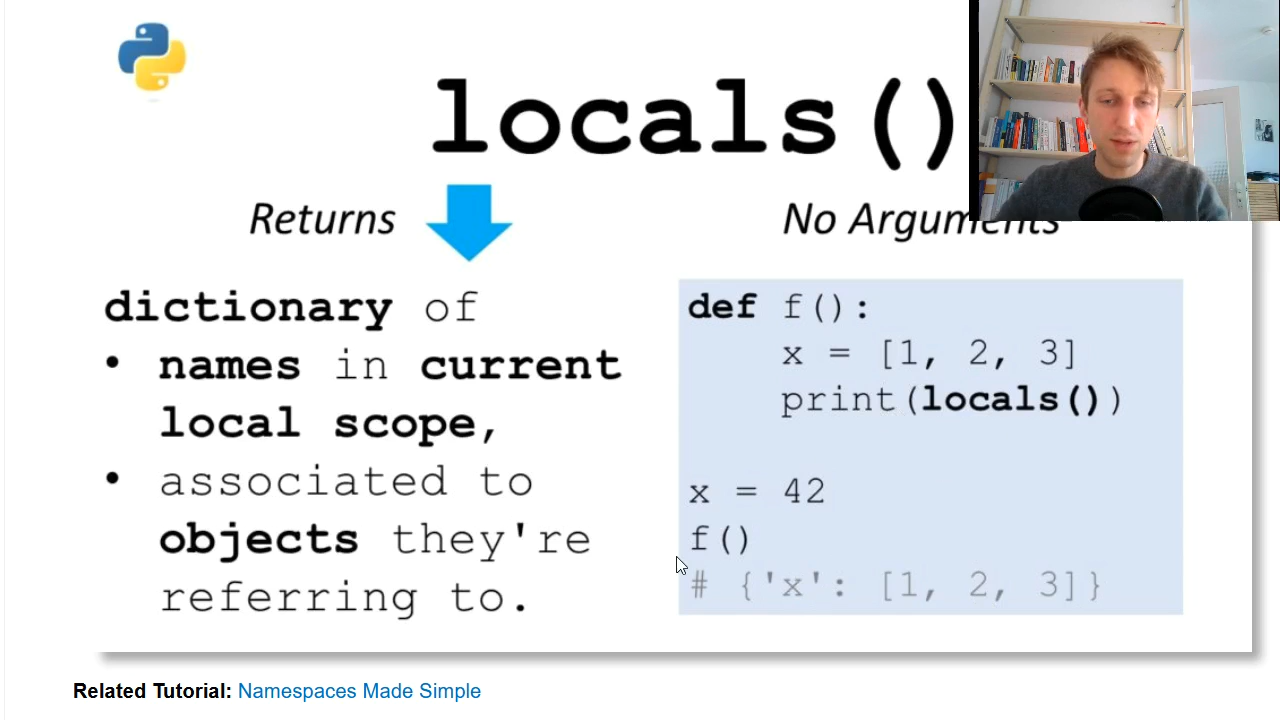 locals()
Returns
No Arguments
dictionary of
• names in current
local scope,
• associated to
objects they're
referring to.
def f():
    x = [1, 2, 3]
    print(locals())
x = 42
f()
# {'x': [1, 2, 3]}
Related Tutorial: Namespaces Made Simple